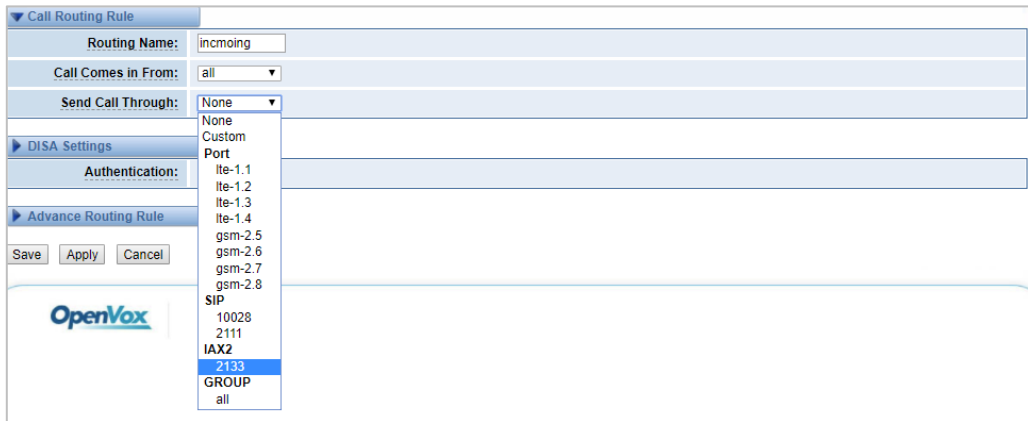 Call Routing Rule
Routing Name: incmoing
Call Comes in From: all
Send Call Through: None
None
Custom
DISA Settings
Port
Authentication:
lte-1.1
lte-1.2
lte-1.3
Advance Routing Rule
lte-1.4
gsm-2.5
Save Apply Cancel
gsm-2.6
gsm-2.7
gsm-2.8
SIP
OpenVox
10028
2111
IAX2
2133
GROUP
all